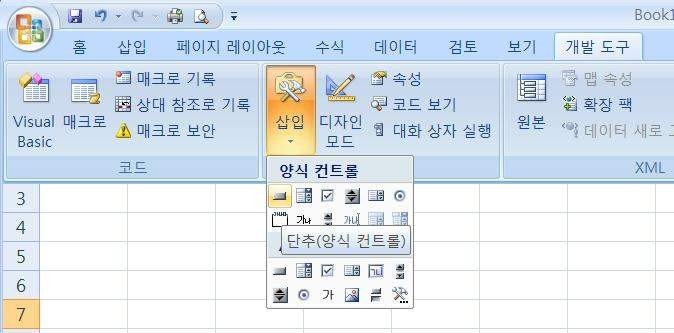 Book1
홈 삽입 페이지 레이아웃 수식 데이터 검토 보기 개발 도구
Visual Basic
매크로
매크로 기록
상대 참조로 기록
매크로 보안
코드
삽입
디자인 모드
속성
코드 보기
대화 상자 실행
원본
맵 속성
확장 팩
데이터 새로
XML
양식 컨트롤
단추(양식 컨트롤)
가
3
4
5
6
7